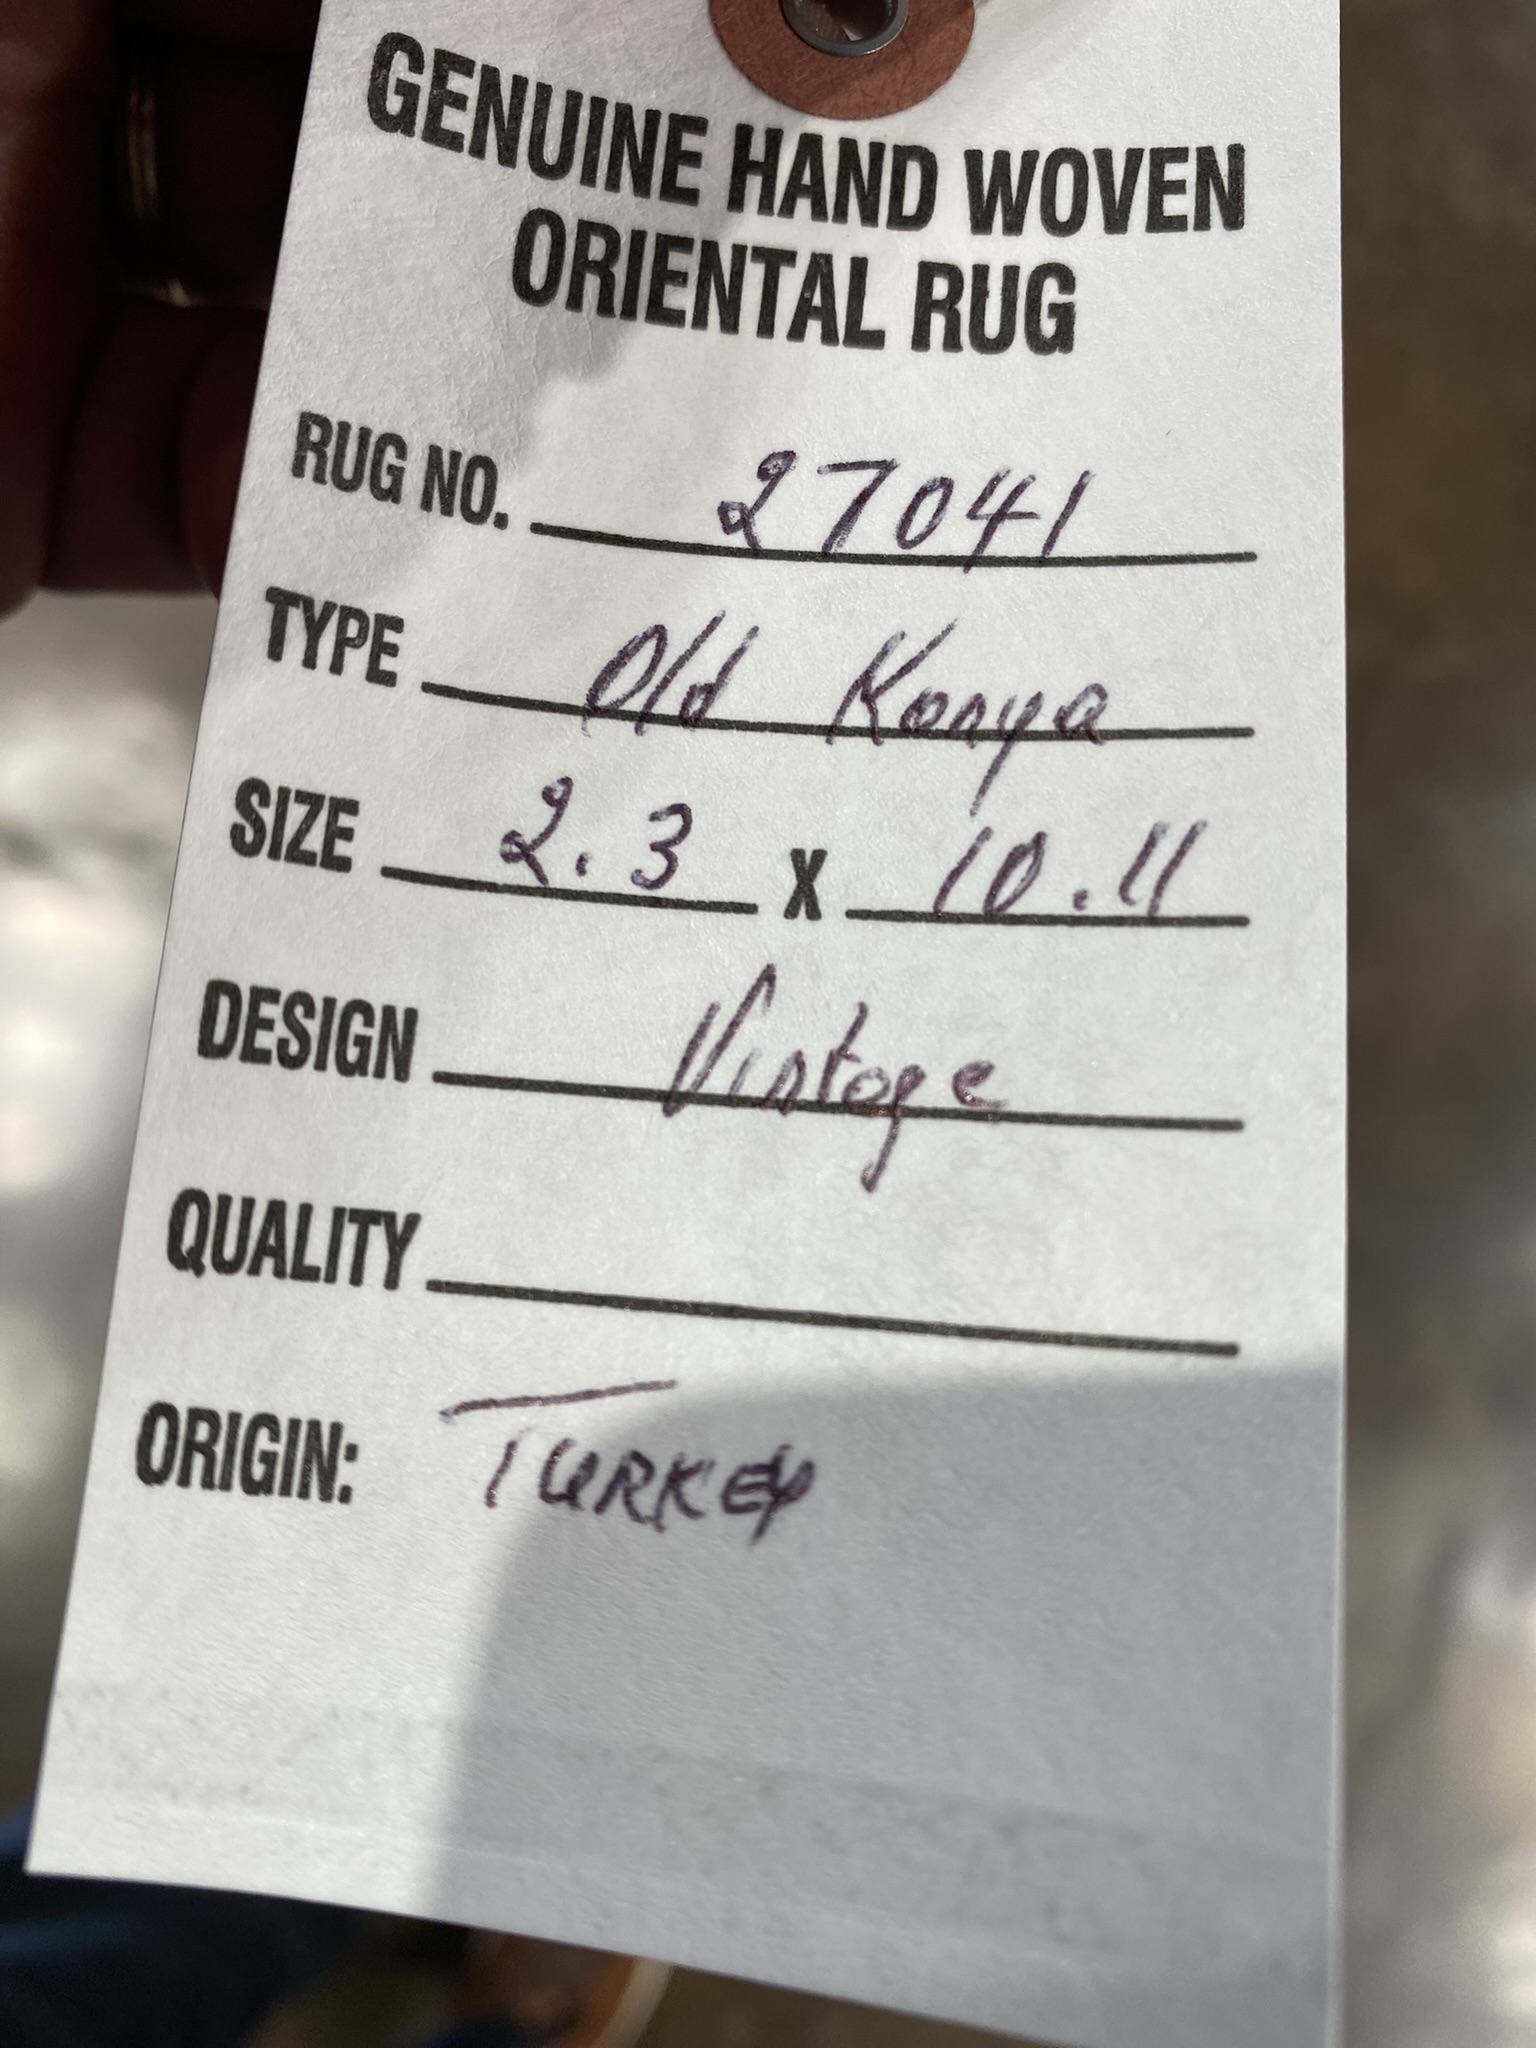 GENUINE HAND WOVEN
ORIENTAL RUG
RUG NO. 27041
TYPE Old Konya
SIZE 2.3 X 10.11
DESIGN Vintage
QUALITY
ORIGIN: TURKEY